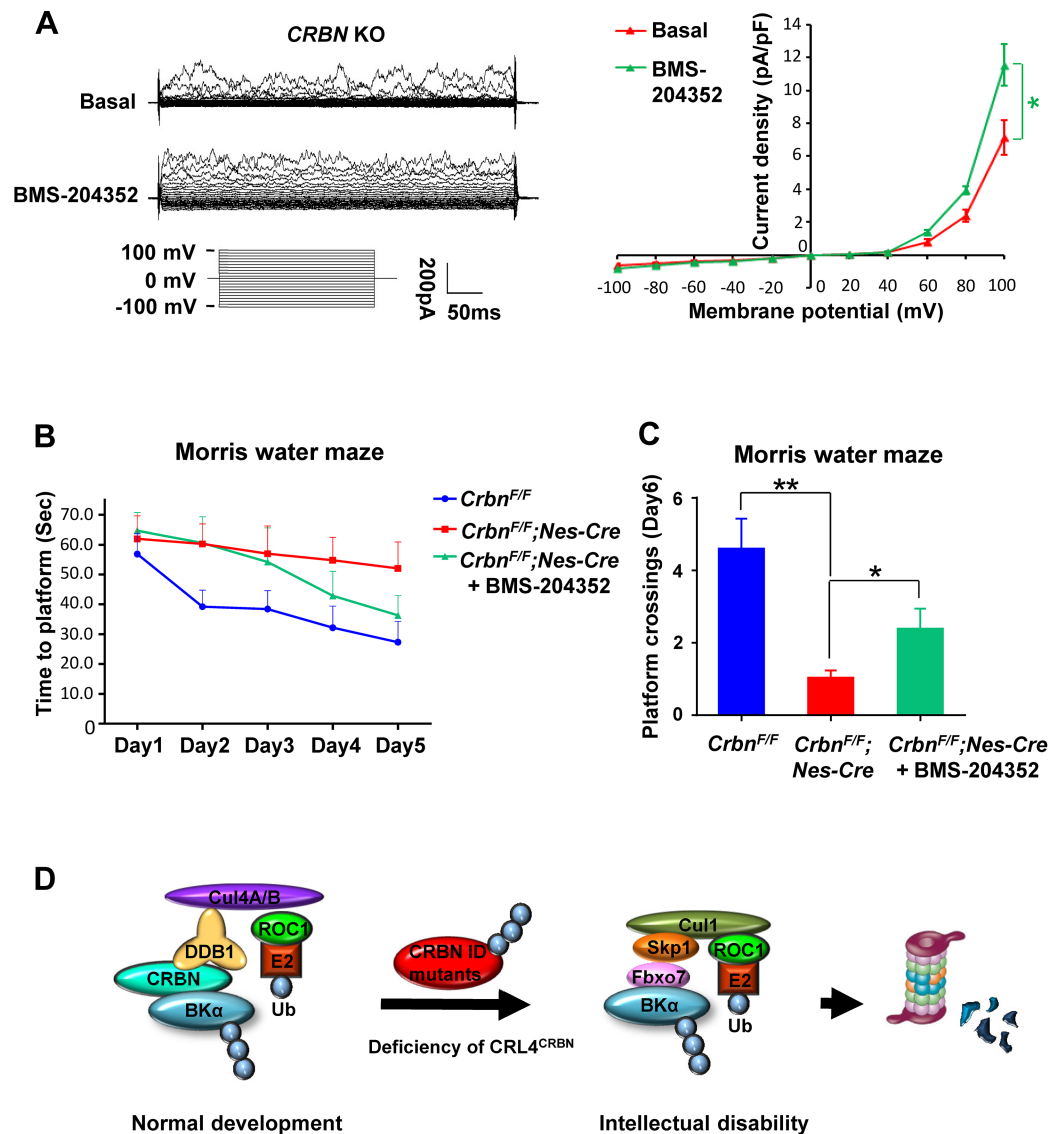 A
CRBN KO
Basal
BMS-204352
100 mV
0 mV
-100 mV
200pA
50ms
Basal
BMS-
204352
Current density (pA/pF)
14
12
10
8
6
4
2
0
*
-100
-80
-60
-40
-20
0
20
40
60
80
100
Membrane potential (mV)
B
Morris water maze
Time to platform (Sec)
70.0
60.0
50.0
40.0
30.0
20.0
10.0
0
Day1
Day2
Day3
Day4
Day5
Crbn^F/F
Crbn^F/F;Nes-Cre
Crbn^F/F;Nes-Cre
+ BMS-204352
C
Morris water maze
Platform crossings (Day6)
6
4
2
0
**
*
Crbn^F/F
Crbn^F/F;
Nes-Cre
Crbn^F/F;Nes-Cre
+ BMS-204352
D
Cul4A/B
DDB1
ROC1
E2
CRBN
BKα
Ub
CRBN ID
mutants
Deficiency of CRL4^CRBN
Cul1
Skp1
ROC1
Fbxo7
E2
BKα
Ub
Normal development
Intellectual disability